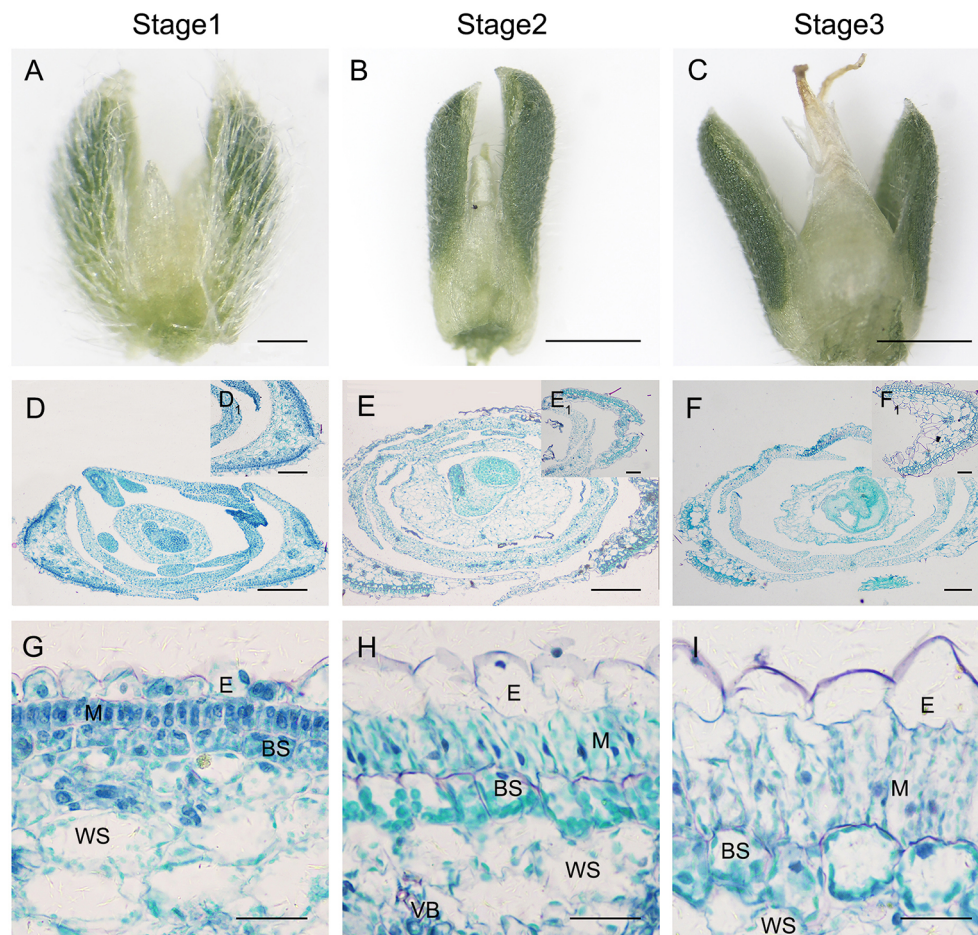 Stage1 Stage2 Stage3
A B C
D D1 E E1 F F1
G H I
E M BS WS
E M BS WS VB
E M BS WS